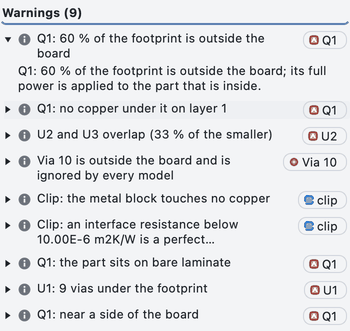 Warnings (9)
Q1: 60 % of the footprint is outside the
board
Q1
Q1: 60 % of the footprint is outside the board; its full
power is applied to the part that is inside.
Q1: no copper under it on layer 1
Q1
U2 and U3 overlap (33 % of the smaller)
U2
Via 10 is outside the board and is
ignored by every model
Via 10
Clip: the metal block touches no copper
clip
Clip: an interface resistance below
10.00E-6 m2K/W is a perfect...
clip
Q1: the part sits on bare laminate
Q1
U1: 9 vias under the footprint
U1
Q1: near a side of the board
Q1